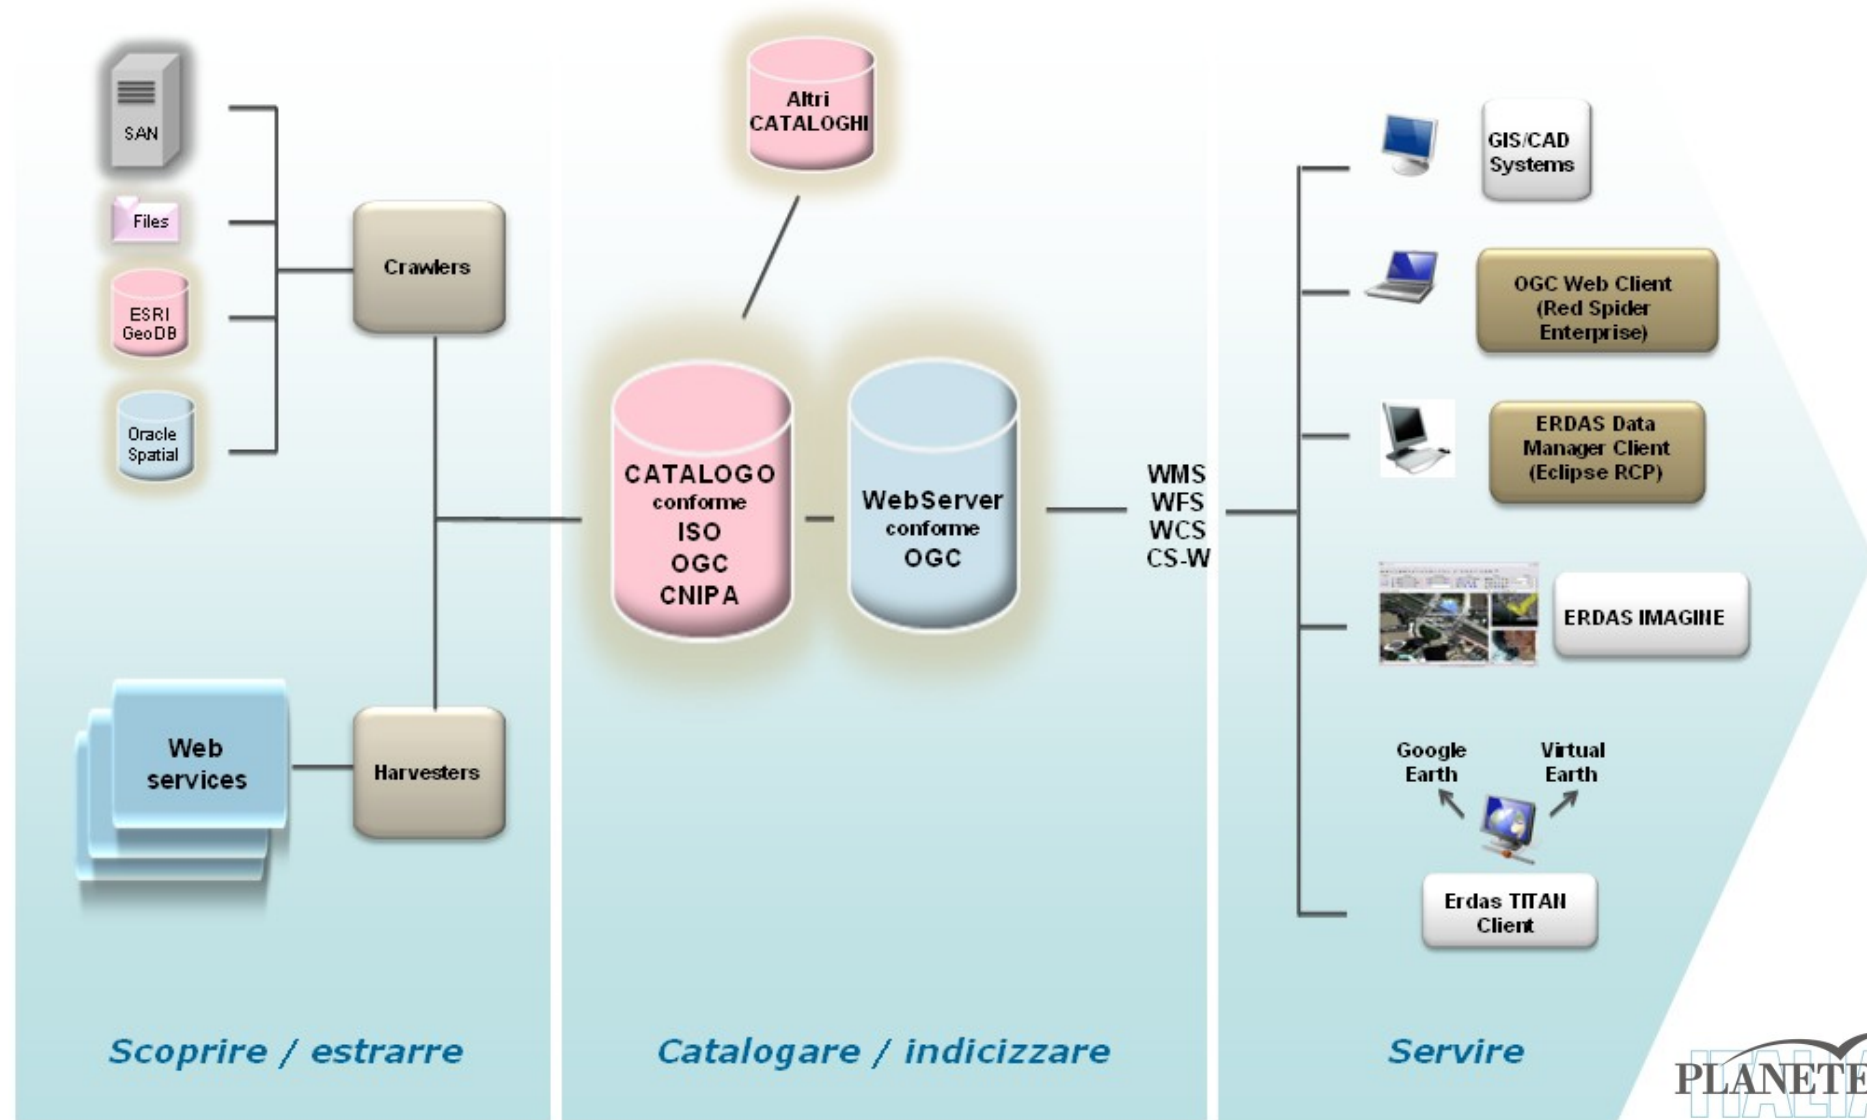 SAN
Files
ESRI
GeoDB
Oracle
Spatial
Crawlers
Web
services
Harvesters
Scoprire / estrarre
Altri
CATALOGHI
CATALOGO
conforme
ISO
OGC
CNIPA
WebServer
conforme
OGC
WMS
WFS
WCS
CS-W
Catalogare / indicizzare
GIS/CAD
Systems
OGC Web Client
(Red Spider
Enterprise)
ERDAS Data
Manager Client
(Eclipse RCP)
ERDAS IMAGINE
Google
Earth
Virtual
Earth
Erdas TITAN
Client
Servire
PLANETE
ITALIA